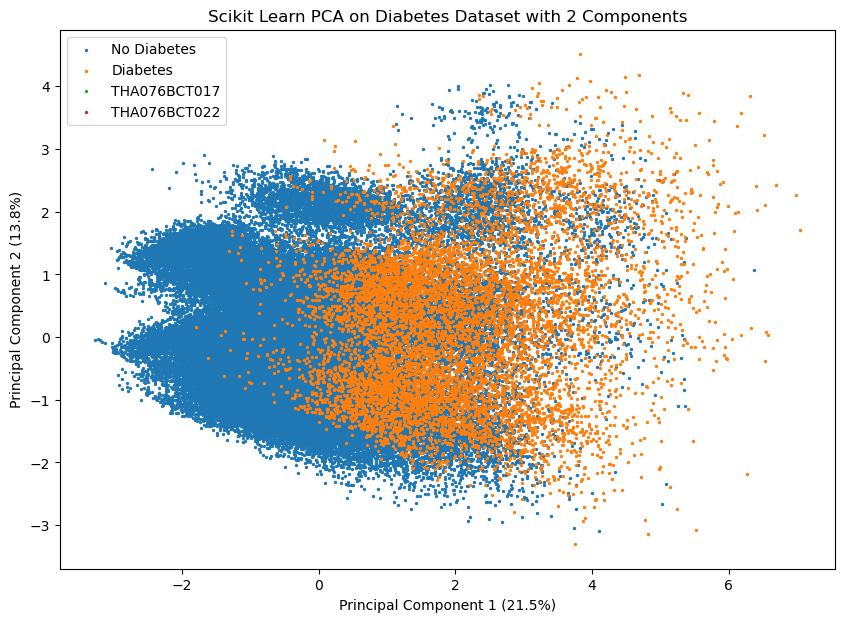 Scikit Learn PCA on Diabetes Dataset with 2 Components
No Diabetes
Diabetes
THA076BCT017
THA076BCT022
4
3
2
1
0
−1
−2
−3
Principal Component 2 (13.8%)
−2
0
2
4
6
Principal Component 1 (21.5%)